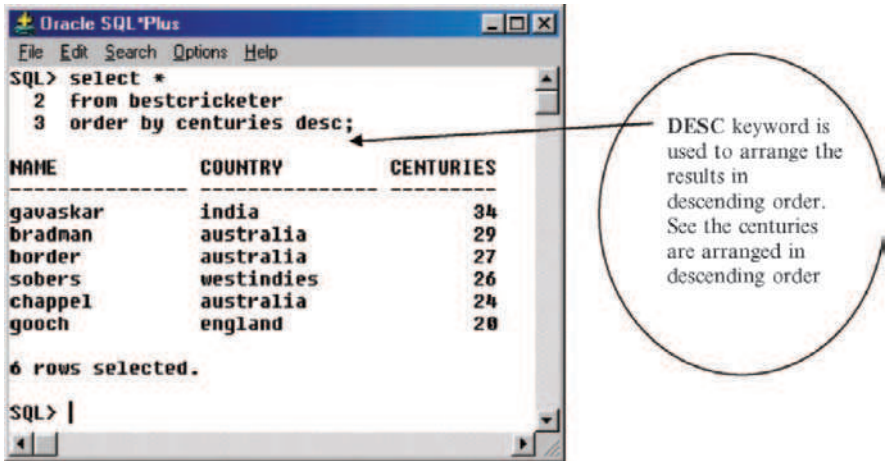 Oracle SQL*Plus
File Edit Search Options Help
SQL> select *
2 from bestcricketer
3 order by centuries desc;
NAME COUNTRY CENTURIES
--------------- --------------- ---------
gavaskar india 34
bradman australia 29
border australia 27
sobers westindies 26
chappel australia 24
gooch england 20
6 rows selected.
SQL>
DESC keyword is
used to arrange the
results in
descending order.
See the centuries
are arranged in
descending order